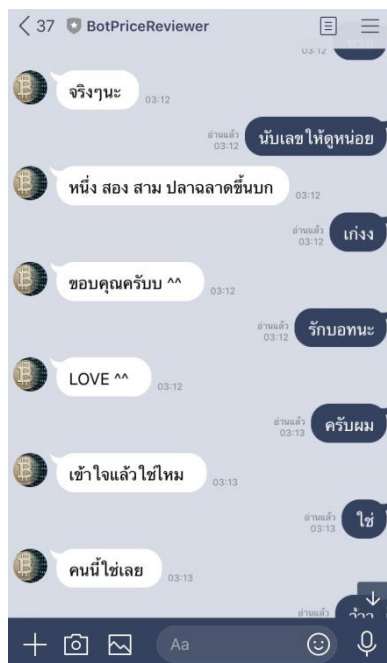 37 BotPriceReviewer
03:12
จริงๆนะ 03:12
อ่านแล้ว
03:12 นับเลขให้ดูหน่อย
หนึ่ง สอง สาม ปลาฉลาดขึ้นบก 03:12
อ่านแล้ว
03:12 เก่งง
ขอบคุณครับบ ^^ 03:12
อ่านแล้ว
03:12 รักบอทนะ
LOVE ^^ 03:12
อ่านแล้ว
03:13 ครับผม
เข้าใจแล้วใช่ไหม 03:13
อ่านแล้ว
03:13 ใช่
คนนี้ใช่เลย 03:13
อ่านแล้ว
Aa